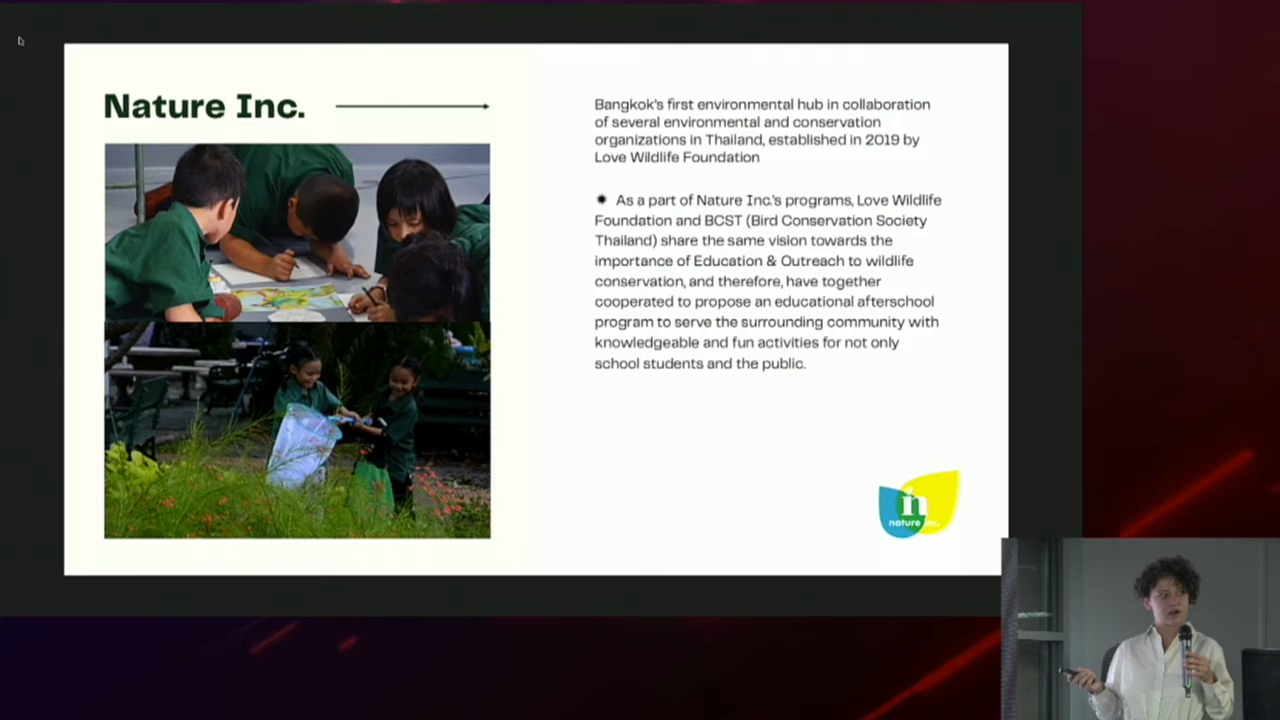 Nature Inc.
Bangkok's first environmental hub in collaboration
of several environmental and conservation
organizations in Thailand, established in 2019 by
Love Wildlife Foundation
✹ As a part of Nature Inc.'s programs, Love Wildlife
Foundation and BCST (Bird Conservation Society
Thailand) share the same vision towards the
importance of Education & Outreach to wildlife
conservation, and therefore, have together
cooperated to propose an educational afterschool
program to serve the surrounding community with
knowledgeable and fun activities for not only
school students and the public.
n
nature inc.